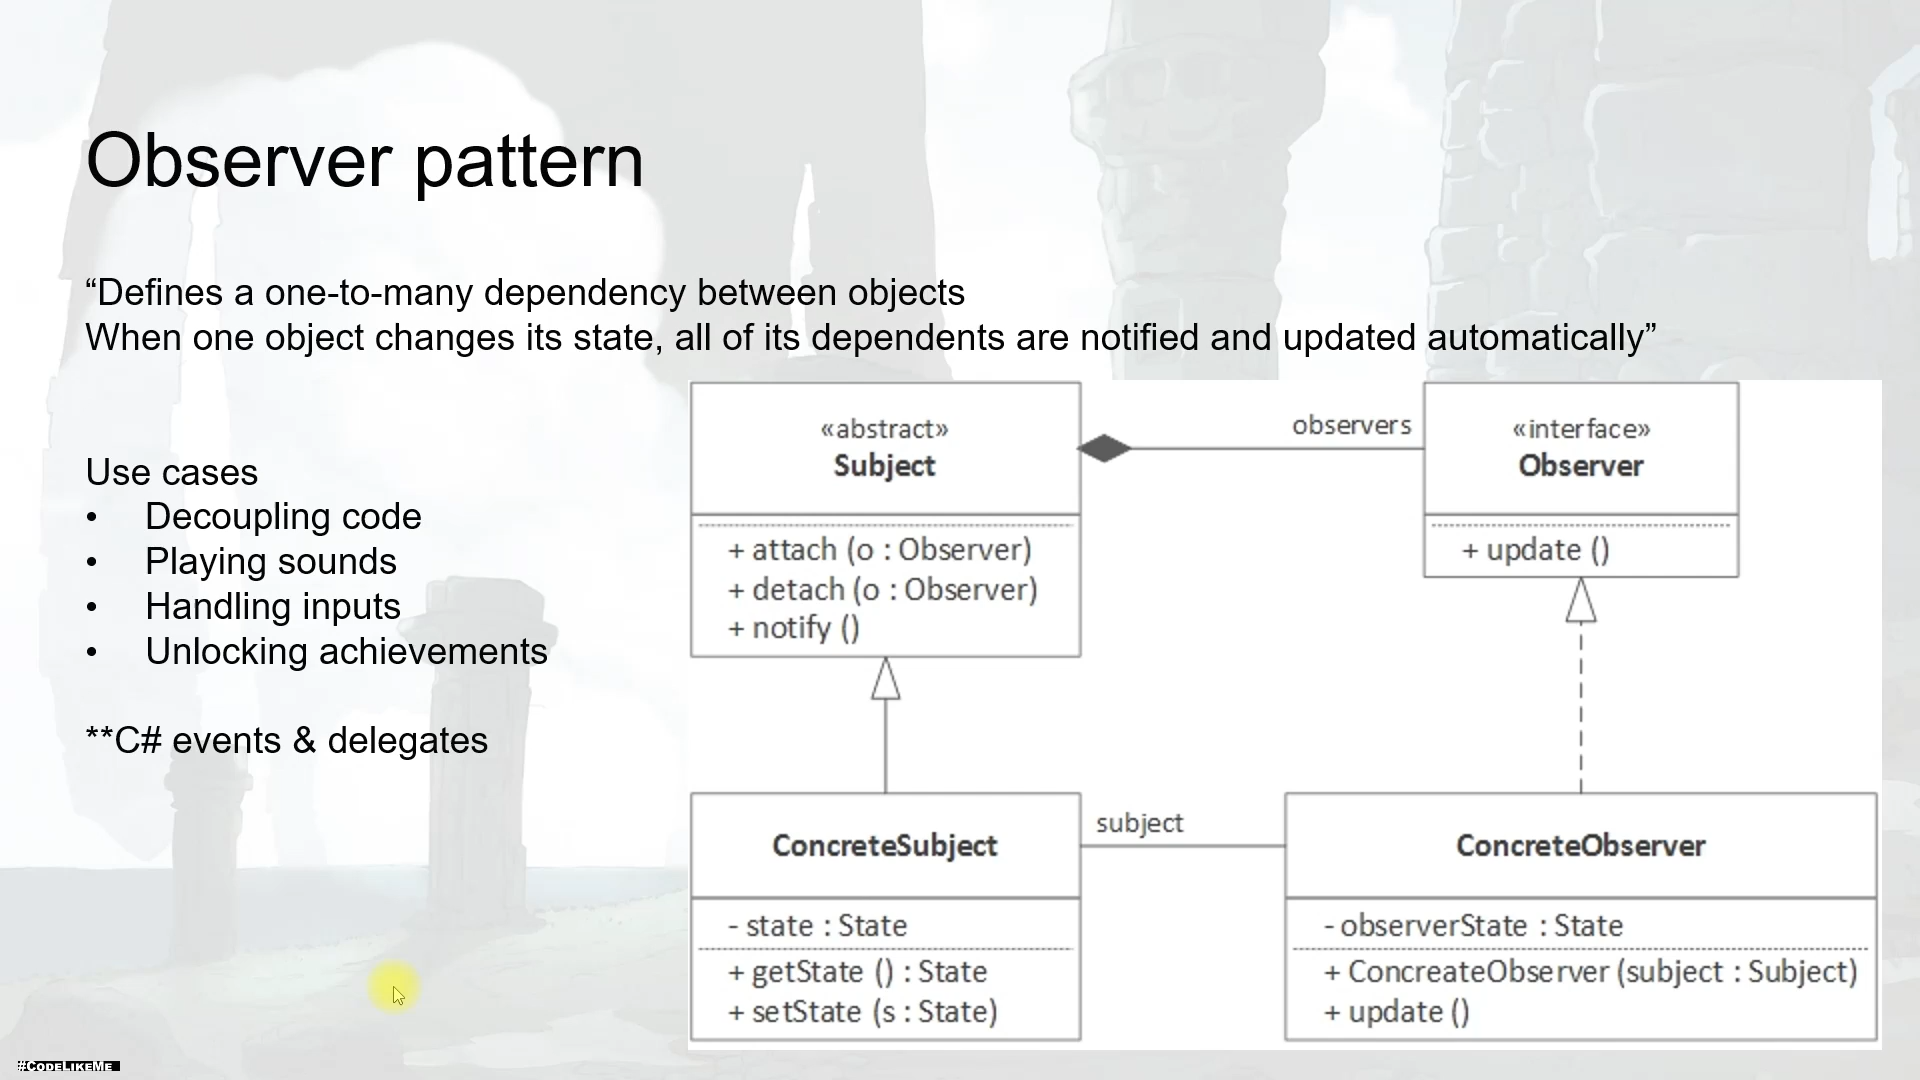 Observer pattern
“Defines a one-to-many dependency between objects
When one object changes its state, all of its dependents are notified and updated automatically”
Use cases
• Decoupling code
• Playing sounds
• Handling inputs
• Unlocking achievements
**C# events & delegates
«abstract»
Subject
+ attach (o : Observer)
+ detach (o : Observer)
+ notify ()
observers
«interface»
Observer
+ update ()
ConcreteSubject
- state : State
+ getState () : State
+ setState (s : State)
subject
ConcreteObserver
- observerState : State
+ ConcreateObserver (subject : Subject)
+ update ()
#CodeLikeMe